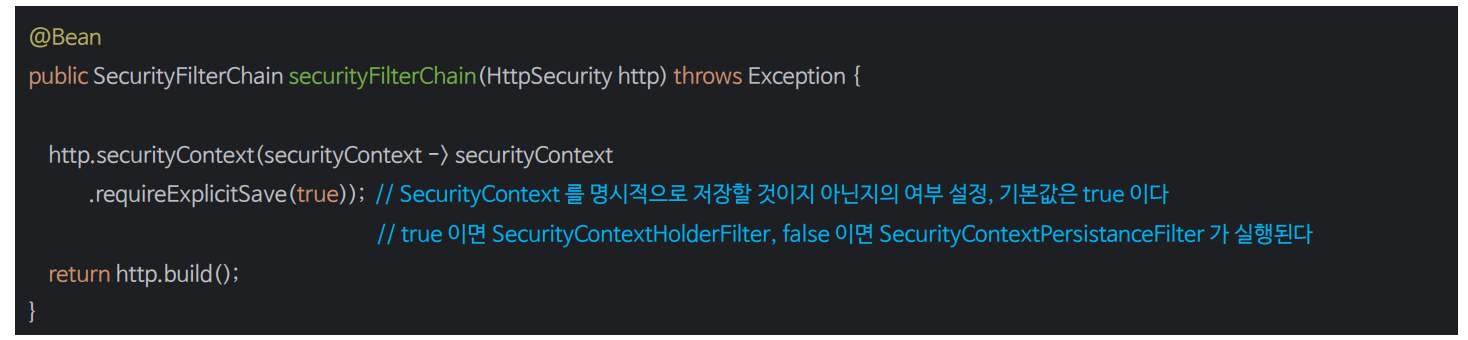 @Bean
public SecurityFilterChain securityFilterChain(HttpSecurity http) throws Exception {
http.securityContext(securityContext -> securityContext
.requireExplicitSave(true)); // SecurityContext 를 명시적으로 저장할 것이지 아닌지의 여부 설정, 기본값은 true 이다
// true 이면 SecurityContextHolderFilter, false 이면 SecurityContextPersistanceFilter 가 실행된다
return http.build();
}